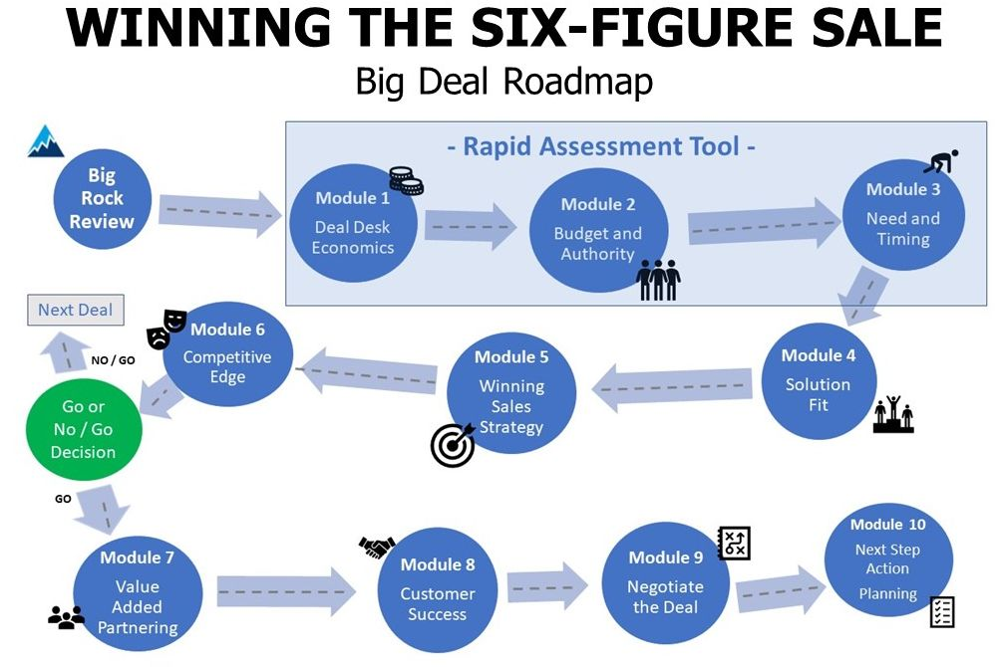 WINNING THE SIX-FIGURE SALE
Big Deal Roadmap
Big
Rock
Review
- Rapid Assessment Tool -
Module 1
Deal Desk
Economics
Module 2
Budget and
Authority
Module 3
Need and
Timing
Module 4
Solution
Fit
Module 5
Winning
Sales
Strategy
Module 6
Competitive
Edge
Next Deal
NO / GO
Go or
No / Go
Decision
GO
Module 7
Value
Added
Partnering
Module 8
Customer
Success
Module 9
Negotiate
the Deal
Module 10
Next Step
Action
Planning